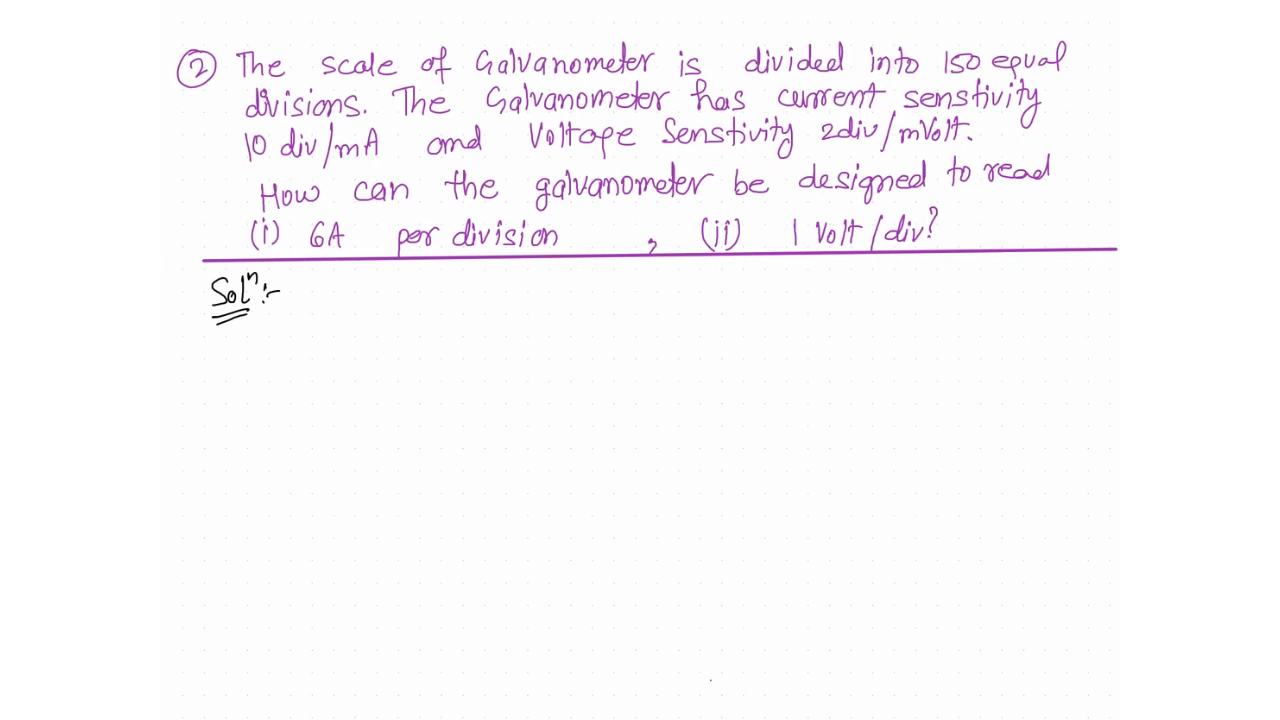 ② The scale of Galvanometer is divided into 150 equal
divisions. The Galvanometer has current senstivity
10 div/mA and Voltage Senstivity 2div/mVolt.
How can the galvanometer be designed to read
(i) 6A per division , (ii) 1 Volt/div?
Solⁿ:-